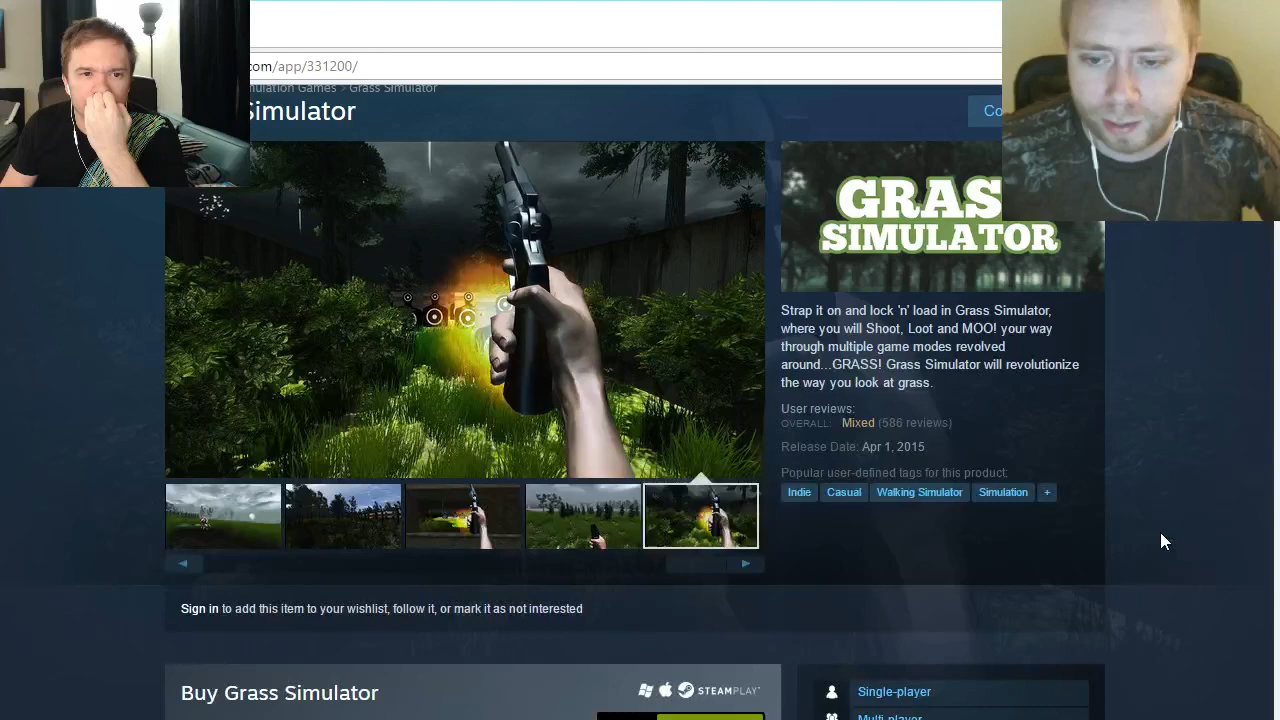 com/app/331200/
mulation Games > Grass Simulator
Simulator
Co
GRAS
SIMULATOR
Strap it on and lock 'n' load in Grass Simulator,
where you will Shoot, Loot and MOO! your way
through multiple game modes revolved
around...GRASS! Grass Simulator will revolutionize
the way you look at grass.
User reviews:
OVERALL: Mixed (586 reviews)
Release Date: Apr 1, 2015
Popular user-defined tags for this product:
Indie Casual Walking Simulator Simulation +
Sign in to add this item to your wishlist, follow it, or mark it as not interested
Buy Grass Simulator
STEAMPLAY
Single-player
Multi-player